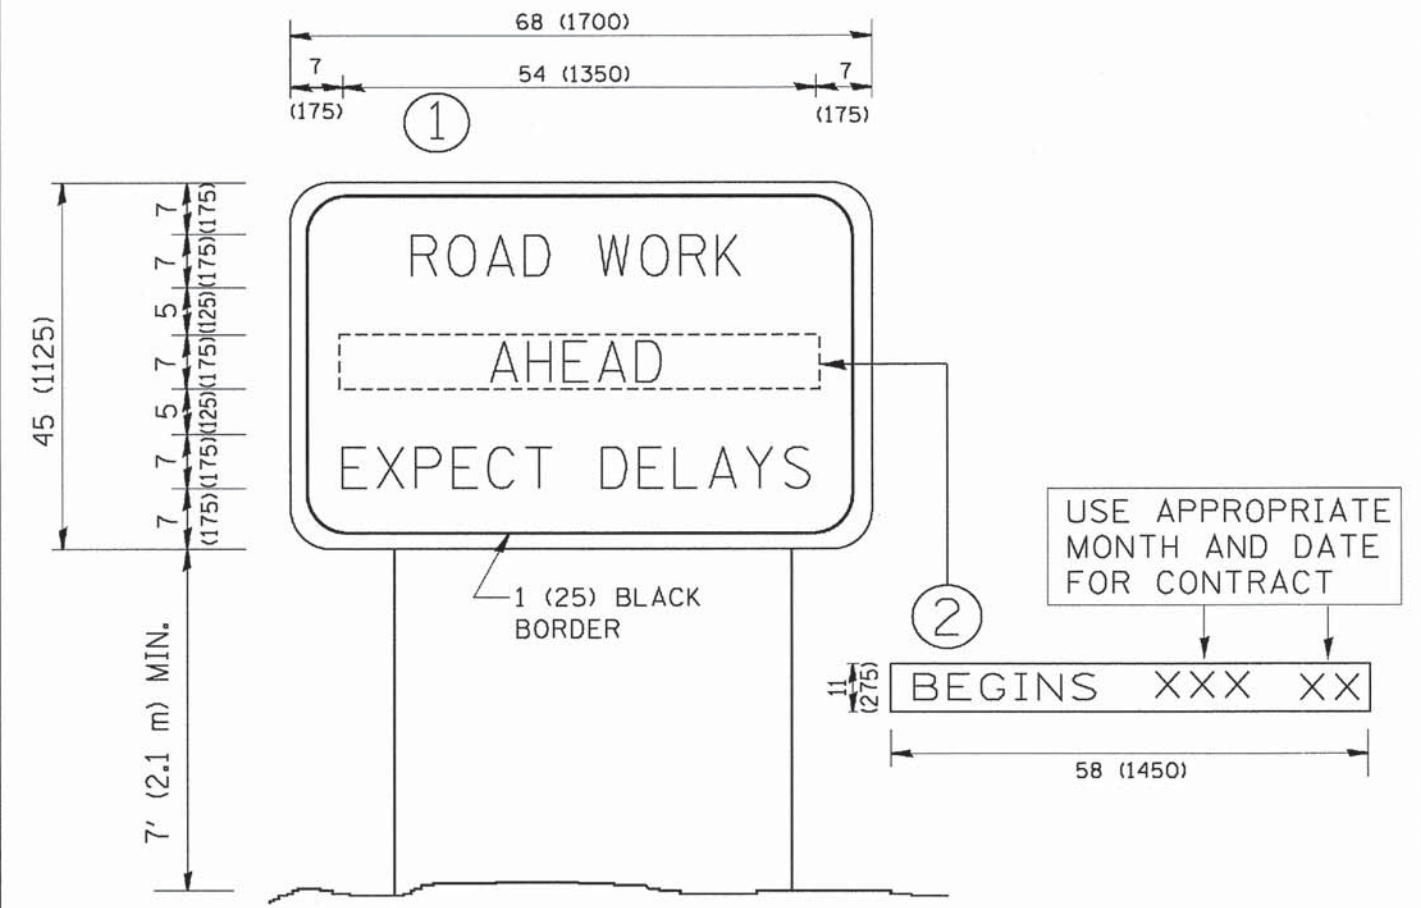 68 (1700)
7
54 (1350)
7
(175)
(175)
1
45 (1125)
7
(175)
7
(175)
5
(125)
7
(175)
5
(125)
7
(175)
7
(175)
ROAD WORK
AHEAD
EXPECT DELAYS
1 (25) BLACK
BORDER
7' (2.1 m) MIN.
2
USE APPROPRIATE
MONTH AND DATE
FOR CONTRACT
11
(275)
BEGINS XXX XX
58 (1450)